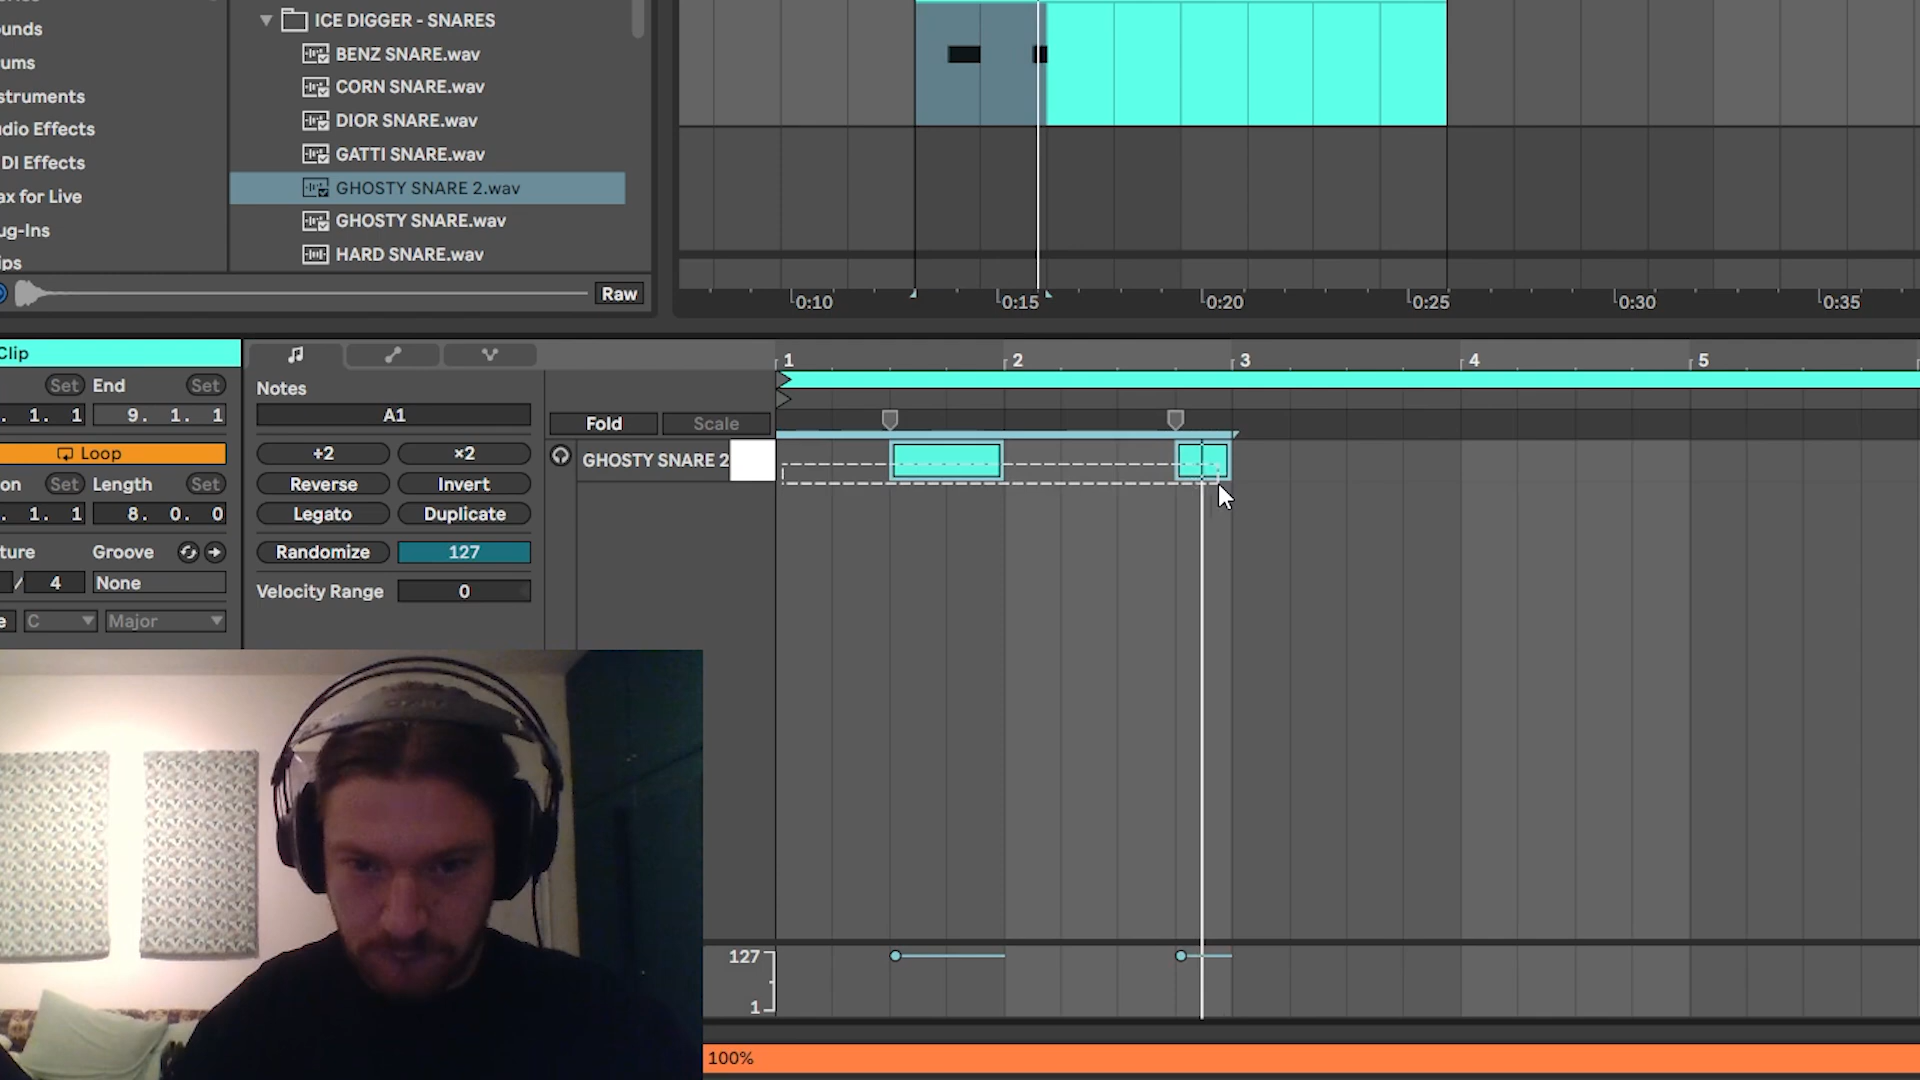 ounds
ums
struments
dio Effects
DI Effects
ax for Live
ug-Ins
ips
ICE DIGGER - SNARES
BENZ SNARE.wav
CORN SNARE.wav
DIOR SNARE.wav
GATTI SNARE.wav
GHOSTY SNARE 2.wav
GHOSTY SNARE.wav
HARD SNARE.wav
Raw
0:10 0:15 0:20 0:25 0:30 0:35
Clip
Set End Set
. 1. 1 9. 1. 1
Loop
on Set Length Set
. 1. 1 8. 0. 0
ture Groove
/ 4 None
e C Major
Notes
A1
÷2 ×2
Reverse Invert
Legato Duplicate
Randomize 127
Velocity Range 0
Fold Scale
1 2 3 4 5
GHOSTY SNARE 2
127
1
100%